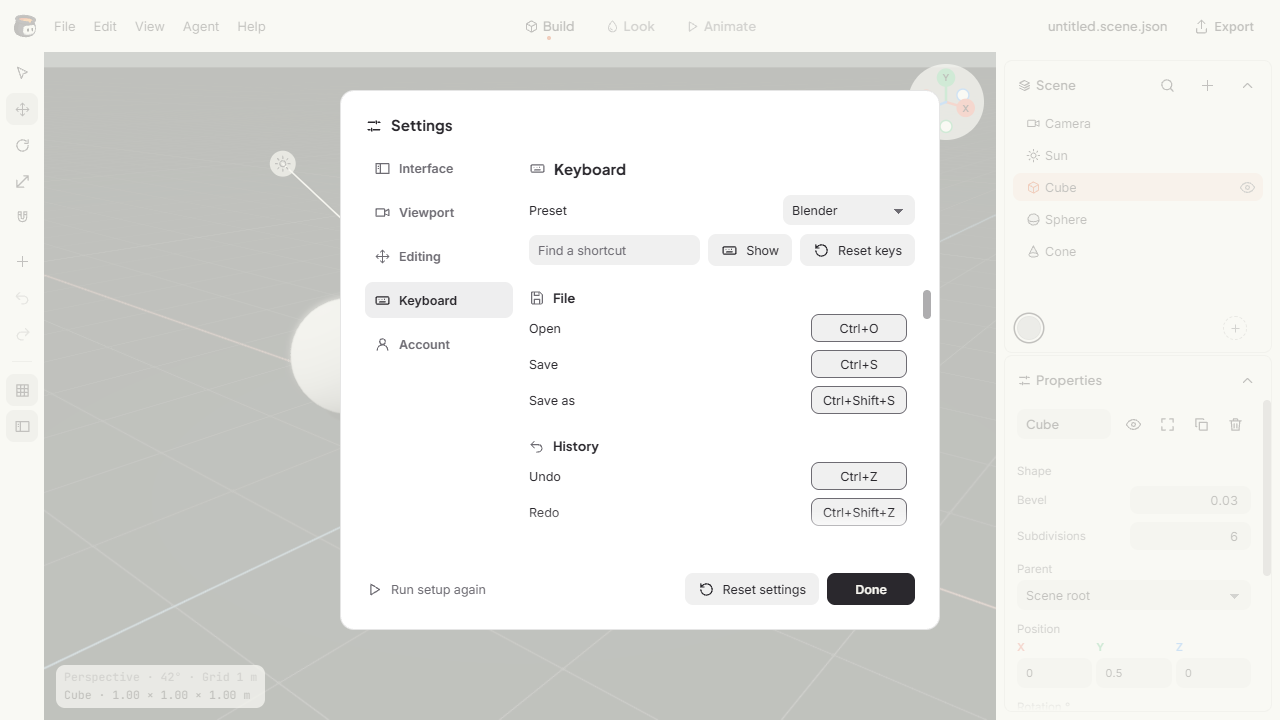 File Edit View Agent Help
Build Look Animate
untitled.scene.json Export
Y
X
Scene
Camera
Sun
Cube
Sphere
Cone
Settings
Interface
Viewport
Editing
Keyboard
Account
Keyboard
Preset Blender
Find a shortcut Show Reset keys
File
Open Ctrl+O
Save Ctrl+S
Save as Ctrl+Shift+S
History
Undo Ctrl+Z
Redo Ctrl+Shift+Z
Run setup again Reset settings Done
Properties
Cube
Shape
Bevel 0.03
Subdivisions 6
Parent
Scene root
Position
X Y Z
0 0.5 0
Rotation °
Perspective · 42° · Grid 1 m
Cube · 1.00 × 1.00 × 1.00 m